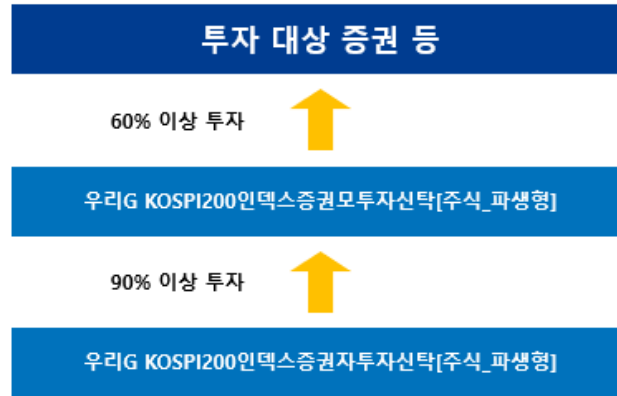 투자 대상 증권 등
60% 이상 투자
우리G KOSPI200인덱스증권모투자신탁[주식_파생형]
90% 이상 투자
우리G KOSPI200인덱스증권자투자신탁[주식_파생형]